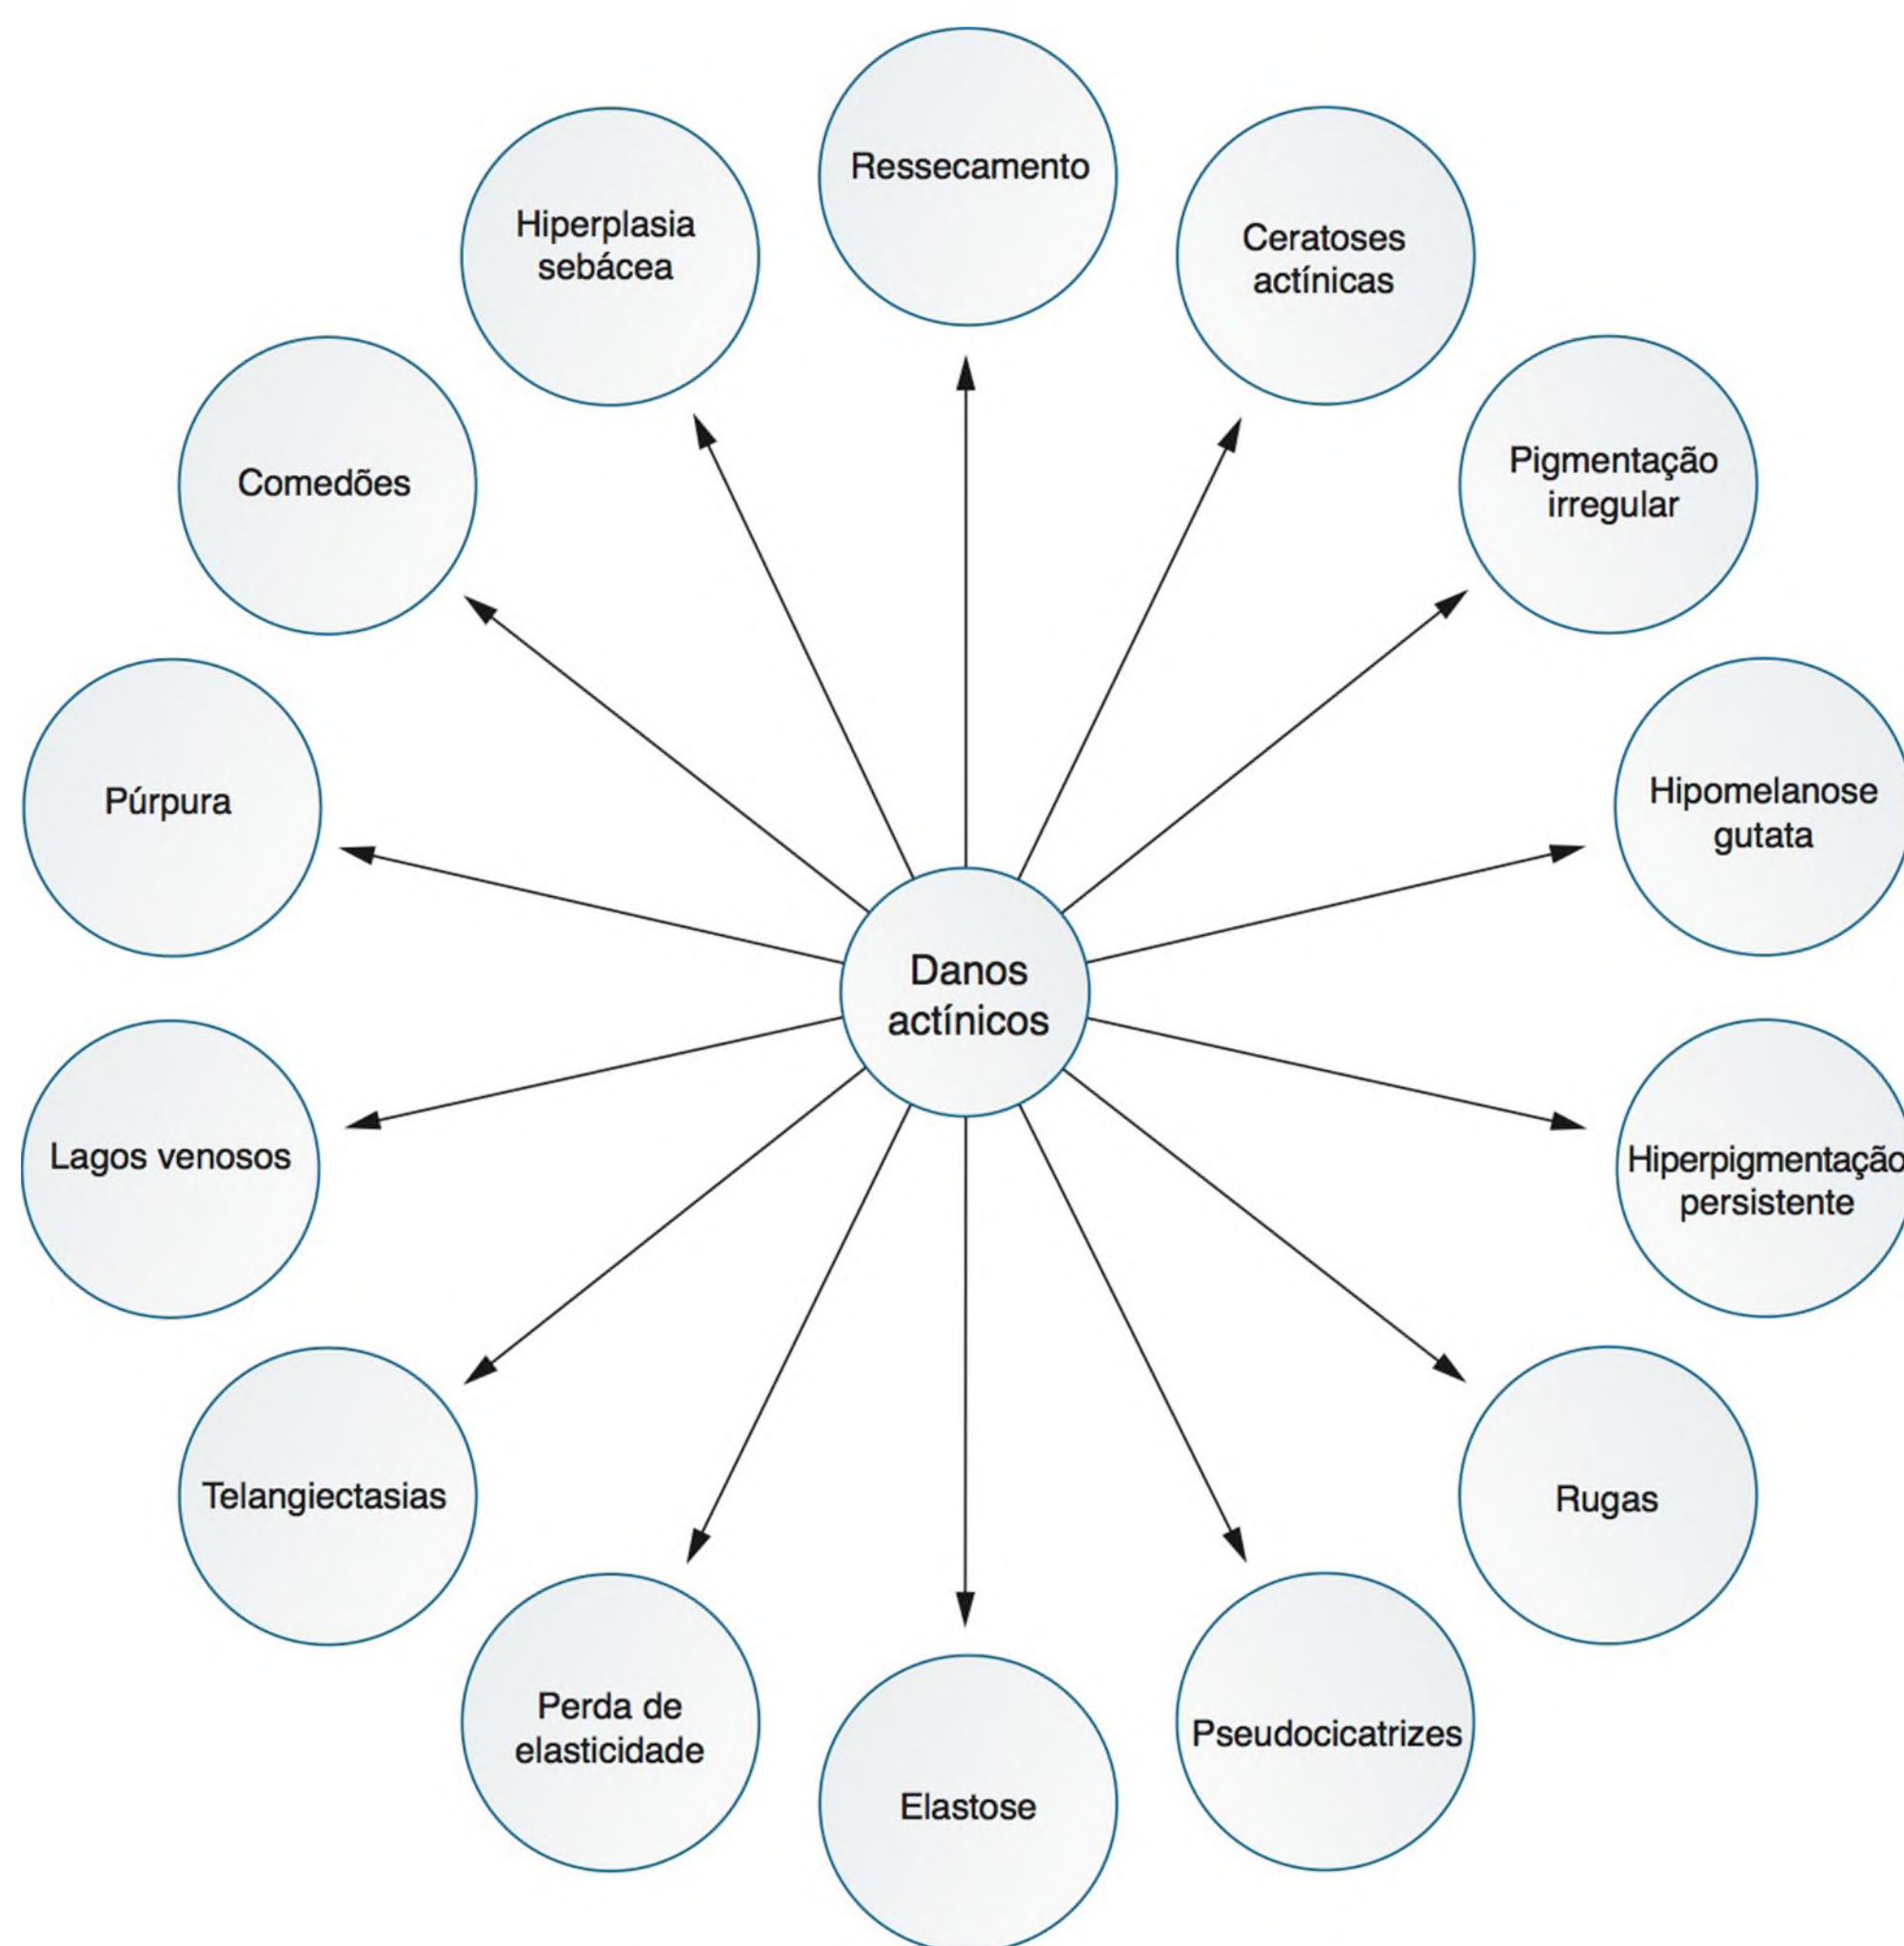 Ressecamento
Ceratoses
actínicas
Pigmentação
irregular
Hipomelanose
gutata
Hiperpigmentação
persistente
Rugas
Pseudocicatrizes
Elastose
Perda de
elasticidade
Telangiectasias
Lagos venosos
Púrpura
Comedões
Hiperplasia
sebácea
Danos
actínicos